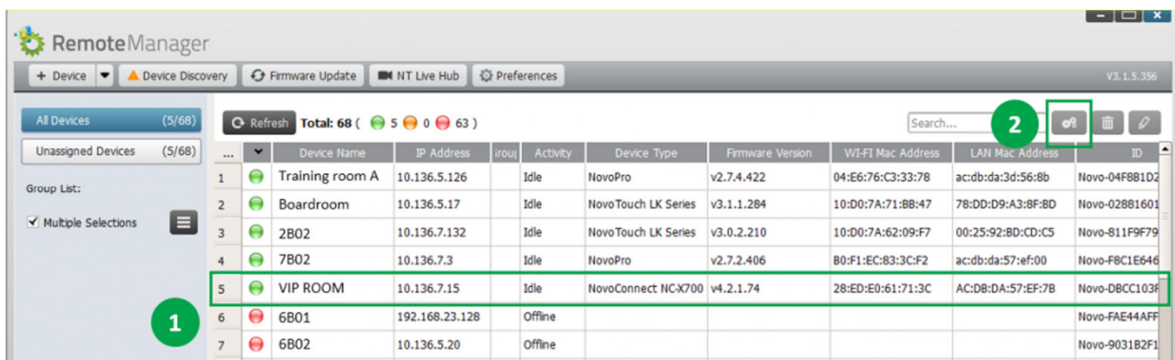 RemoteManager
+ Device Device Discovery Firmware Update NT Live Hub Preferences V3.1.5.356
All Devices (5/68)
Unassigned Devices (5/68)
Group List:
Multiple Selections
Refresh Total: 68 ( 5 0 63 ) Search... 2
... Device Name IP Address Group Activity Device Type Firmware Version WI-FI Mac Address LAN Mac Address ID
1 Training room A 10.136.5.126 Idle NovoPro v2.7.4.422 04:E6:76:C3:33:78 ac:db:da:3d:56:8b Novo-04F8B1D2
2 Boardroom 10.136.5.17 Idle NovoTouch LK Series v3.1.1.284 10:D0:7A:71:BB:47 78:DD:D9:A3:8F:BD Novo-02881601
3 2B02 10.136.7.132 Idle NovoTouch LK Series v3.0.2.210 10:D0:7A:62:09:F7 00:25:92:BD:CD:C5 Novo-811F9F79
4 7B02 10.136.7.3 Idle NovoPro v2.7.2.406 B0:F1:EC:83:3C:F2 ac:db:da:57:ef:00 Novo-F8C1E646
5 VIP ROOM 10.136.7.15 Idle NovoConnect NC-X700 v4.2.1.74 28:ED:E0:61:71:3C AC:DB:DA:57:EF:7B Novo-DBCC103F
1
6 6B01 192.168.23.128 Offline Novo-FAE44AFF
7 6B02 10.136.5.20 Offline Novo-9031B2F1